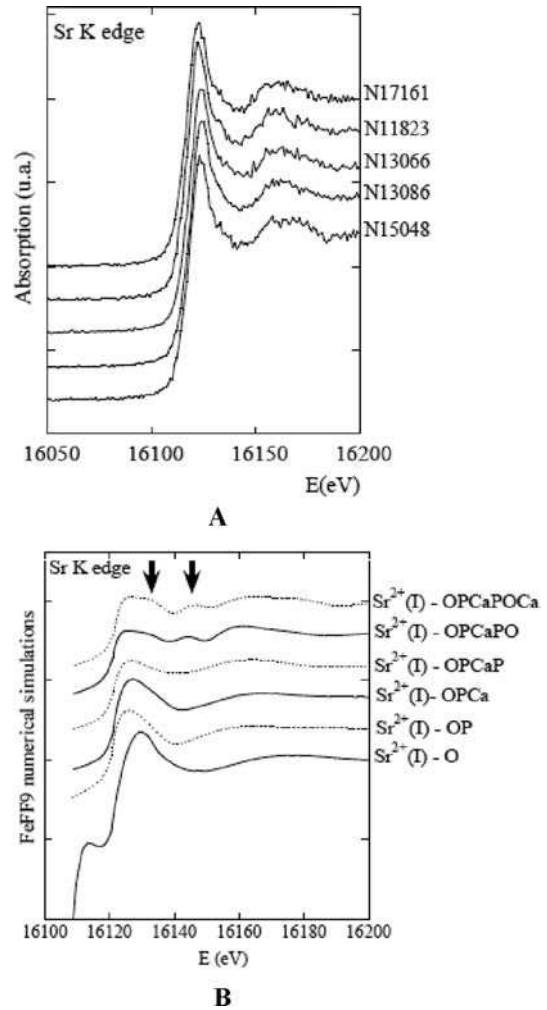 Sr K edge
N17161
N11823
N13066
N13086
N15048
Absorption (u.a.)
16050 16100 16150 16200
E(eV)
A
Sr K edge
Sr²⁺(I) - OPCaPOCa
Sr²⁺(I) - OPCaPO
Sr²⁺(I) - OPCaP
Sr²⁺(I)- OPCa
Sr²⁺(I) - OP
Sr²⁺(I) - O
FeFF9 numerical simulations
16100 16120 16140 16160 16180 16200
E (eV)
B